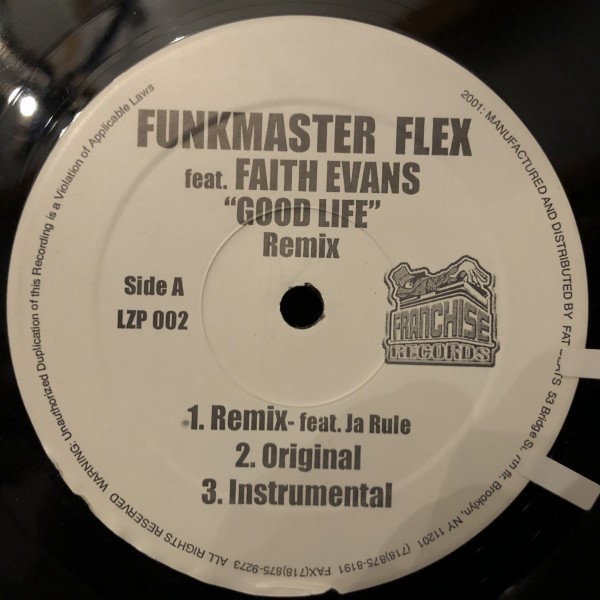 FUNKMASTER FLEX
feat. FAITH EVANS
"GOOD LIFE"
Remix
Side A
LZP 002
FRANCHISE
RECORDS
1. Remix- feat. Ja Rule
2. Original
3. Instrumental
2001: MANUFACTURED AND DISTRIBUTED BY FAT 53 Bridge St. Brooklyn, NY 11201 (718)875-8191 FAX(718)875-9273 ALL RIGHTS RESERVED WARNING: Unauthorized Duplication of this Recording is a Violation of Applicable Laws